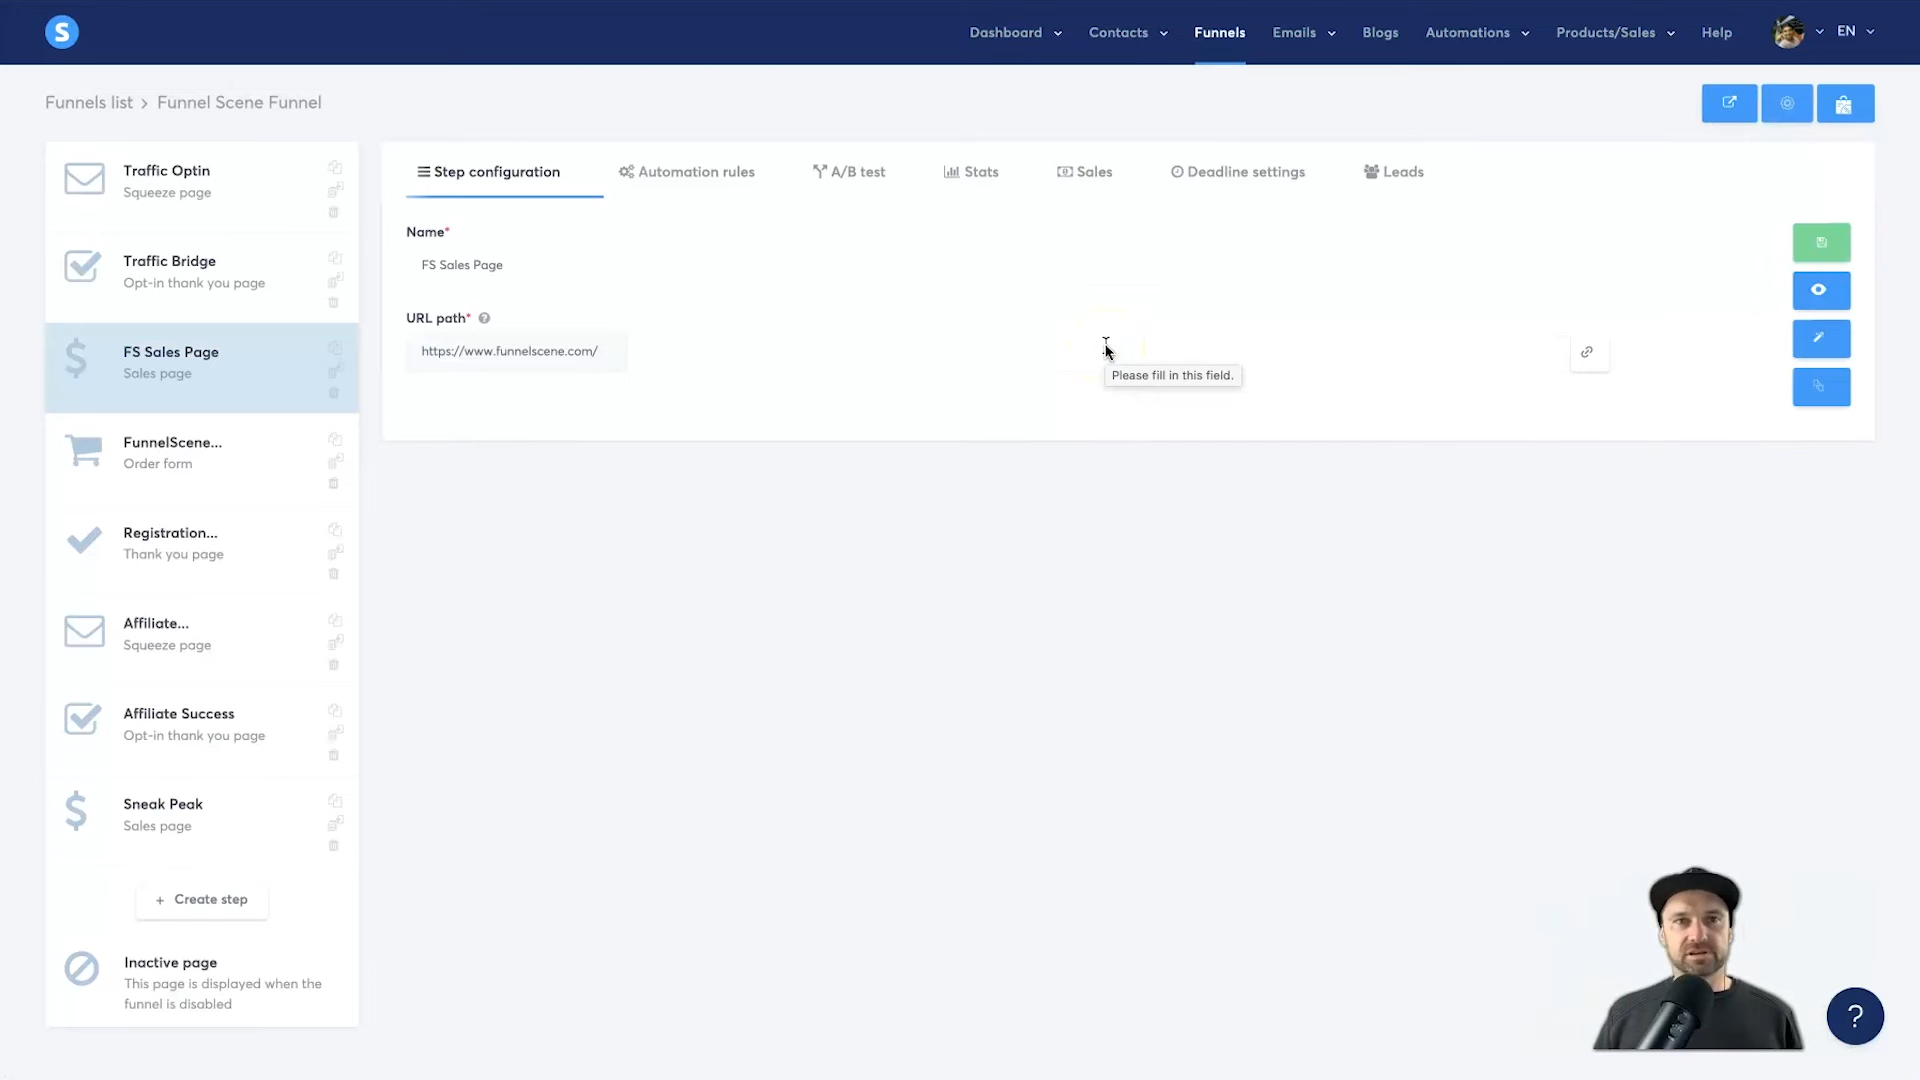 S
Dashboard
Contacts
Funnels
Emails
Blogs
Automations
Products/Sales
Help
EN
Funnels list > Funnel Scene Funnel
Traffic Optin
Squeeze page
Traffic Bridge
Opt-in thank you page
FS Sales Page
Sales page
FunnelScene...
Order form
Registration...
Thank you page
Affiliate...
Squeeze page
Affiliate Success
Opt-in thank you page
Sneak Peak
Sales page
+ Create step
Inactive page
This page is displayed when the
funnel is disabled
Step configuration
Automation rules
A/B test
Stats
Sales
Deadline settings
Leads
Name*
FS Sales Page
URL path* ?
https://www.funnelscene.com/
Please fill in this field.
?